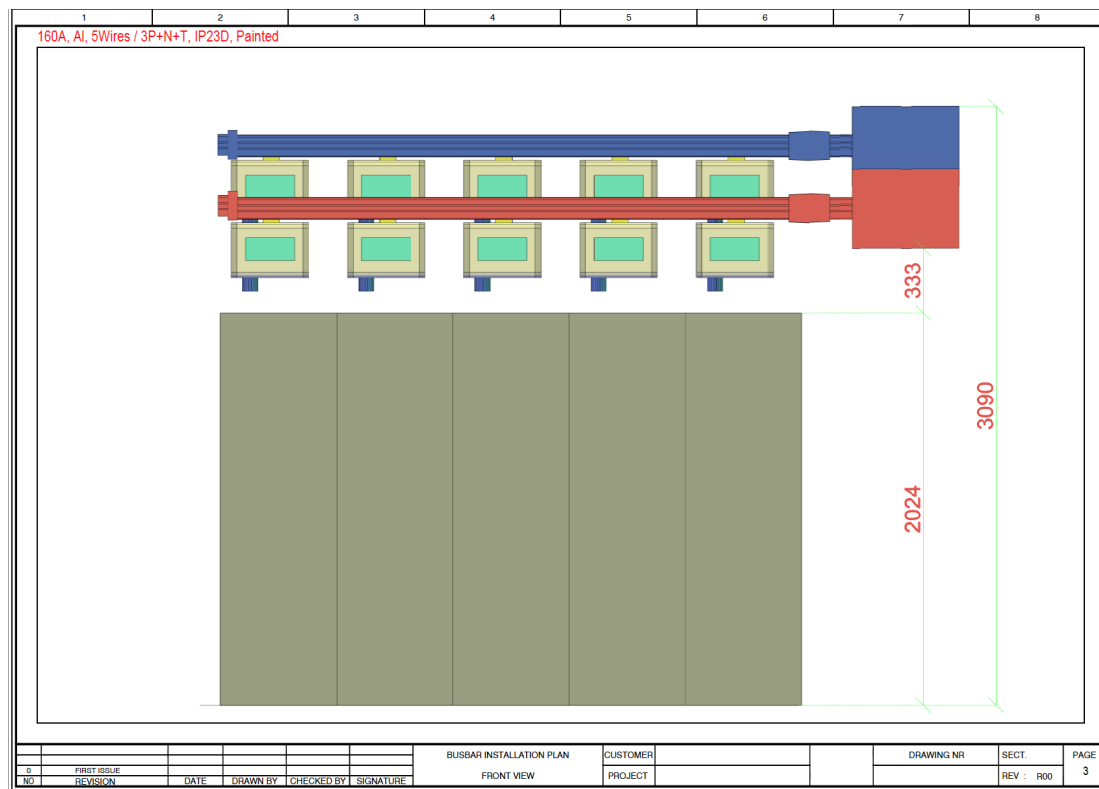 1 2 3 4 5 6 7 8
160A, Al, 5Wires / 3P+N+T, IP23D, Painted
333
3090
2024
BUSBAR INSTALLATION PLAN
FRONT VIEW
CUSTOMER
PROJECT
DRAWING NR
SECT.
REV : R00
PAGE
3
0 FIRST ISSUE
NO REVISION DATE DRAWN BY CHECKED BY SIGNATURE